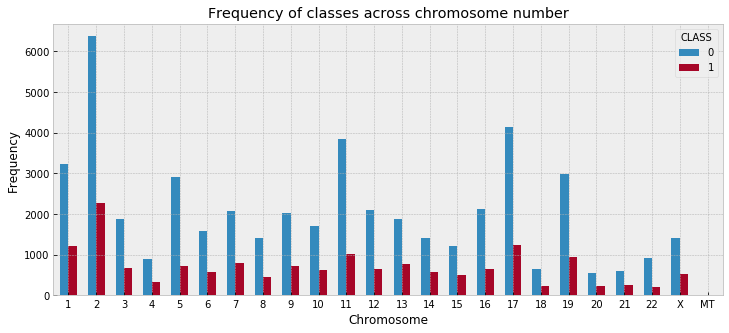 Frequency of classes across chromosome number
CLASS
0
1
Frequency
6000
5000
4000
3000
2000
1000
0
1 2 3 4 5 6 7 8 9 10 11 12 13 14 15 16 17 18 19 20 21 22 X MT
Chromosome